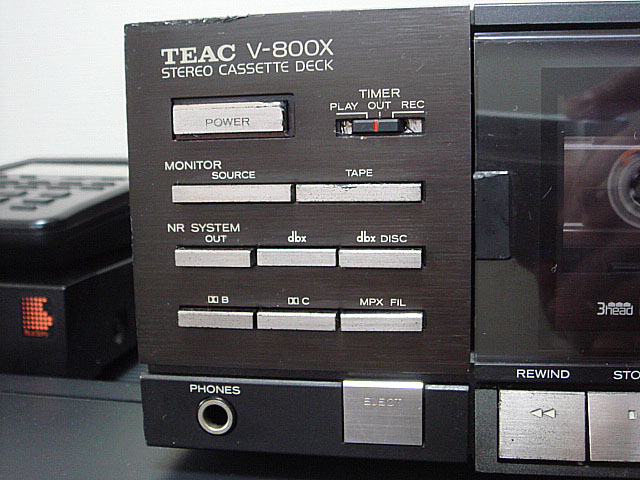 TEAC V-800X
STEREO CASSETTE DECK
TIMER
PLAY OUT REC
POWER
MONITOR
SOURCE TAPE
NR SYSTEM
OUT dbx dbx DISC
B C MPX FIL
3head
PHONES
EJECT
REWIND STO